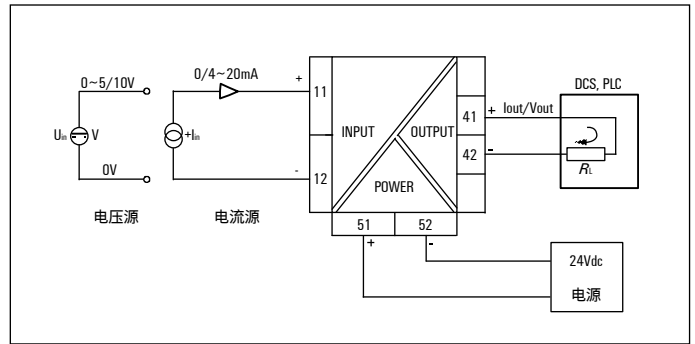 0~5/10V
Uin
V
0V
电压源
0/4~20mA
+Iin
电流源
+
-
11
12
INPUT
OUTPUT
POWER
41
42
+ Iout/Vout
-
51
52
+
-
DCS, PLC
RL
24Vdc
电源